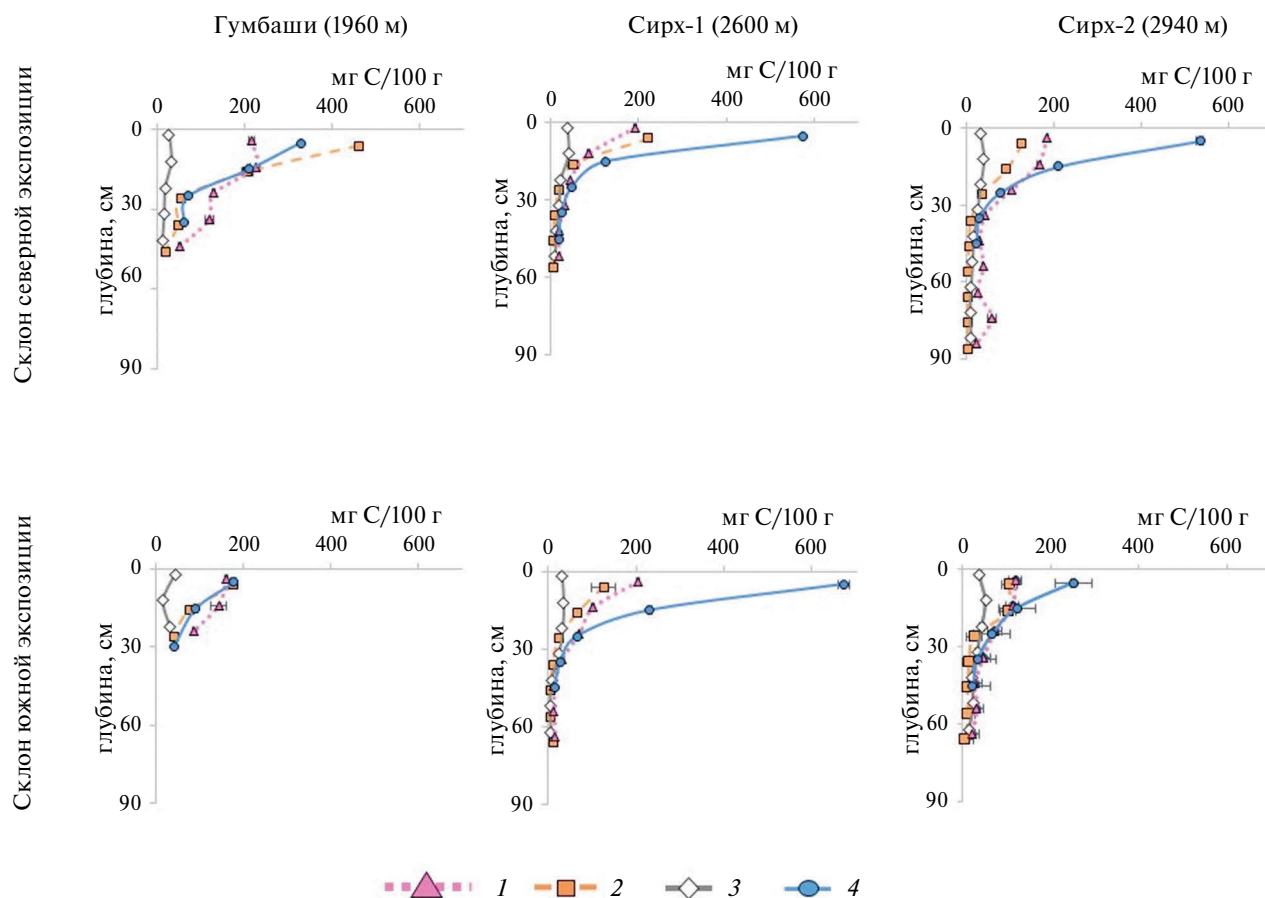 Гумбаши (1960 м)
Сирх-1 (2600 м)
Сирх-2 (2940 м)
Склон северной экспозиции
мг С/100 г
0 200 400 600
0
30
60
90
глубина, см
мг С/100 г
0 200 400 600
0
30
60
90
глубина, см
мг С/100 г
0 200 400 600
0
30
60
90
глубина, см
Склон южной экспозиции
мг С/100 г
0 200 400 600
0
30
60
90
глубина, см
мг С/100 г
0 200 400 600
0
30
60
90
глубина, см
мг С/100 г
0 200 400 600
0
30
60
90
глубина, см
1 2 3 4